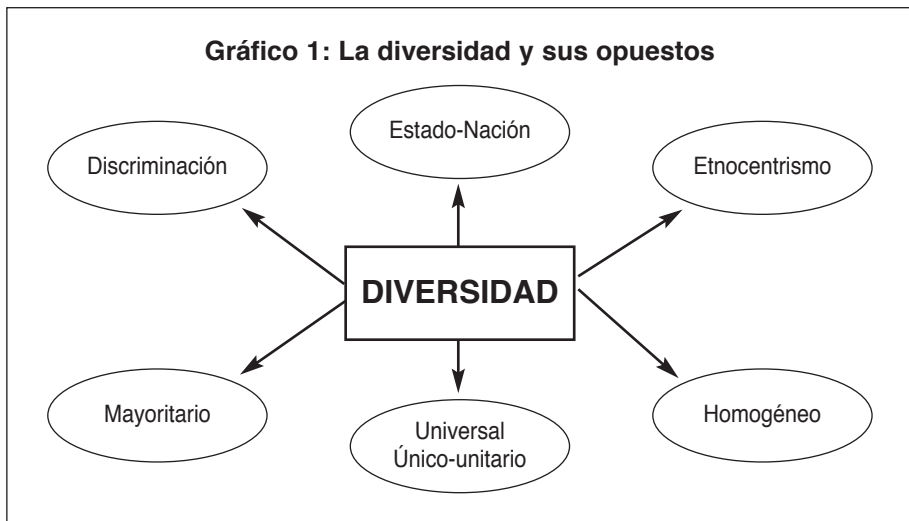 Gráfico 1: La diversidad y sus opuestos
Estado-Nación
Discriminación
Etnocentrismo
DIVERSIDAD
Mayoritario
Universal
Único-unitario
Homogéneo